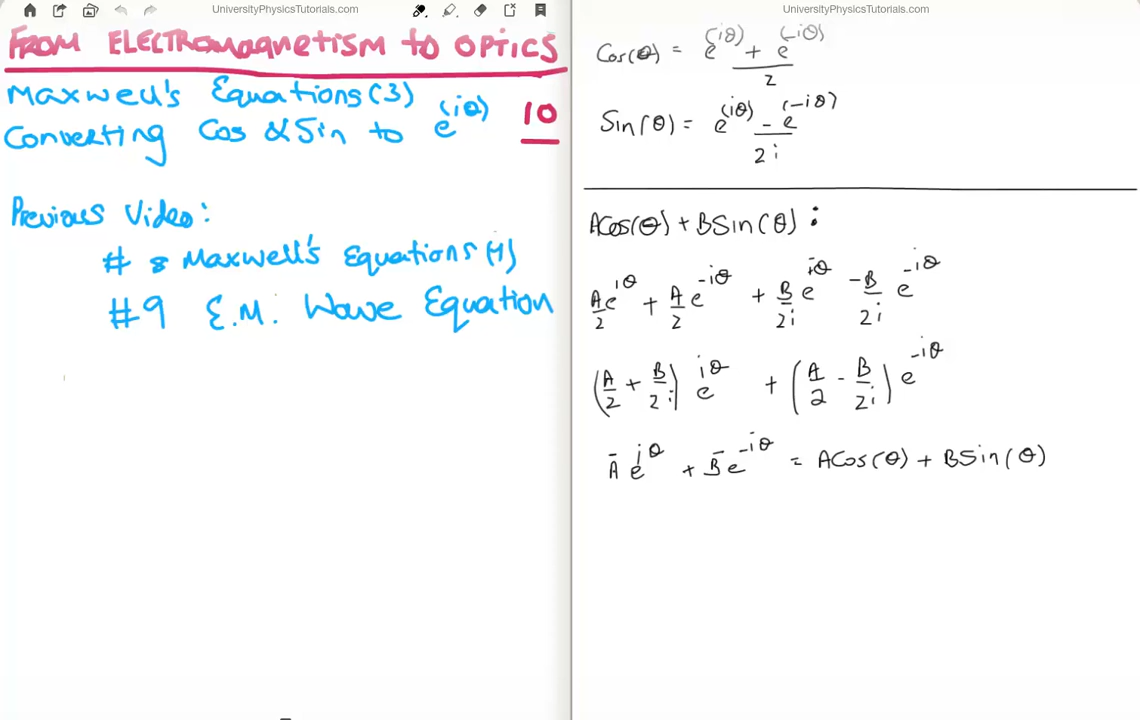 UniversityPhysicsTutorials.com
FROM ELECTROMAGNETISM to OPTICS
Maxwell's Equations (3)
Converting Cos & Sin to e^(iθ) 10
Previous Video:
# 8 Maxwell's Equations (1)
#9 E.M. Wave Equation
UniversityPhysicsTutorials.com
Cos(θ) = (e^(iθ) + e^(-iθ))/2
Sin(θ) = (e^(iθ) - e^(-iθ))/2i
ACos(θ) + BSin(θ) :
A/2 e^iθ + A/2 e^-iθ + B/2i e^iθ - B/2i e^-iθ
(A/2 + B/2i) e^iθ + (A/2 - B/2i) e^-iθ
Ā e^iθ + B̄ e^-iθ = ACos(θ) + BSin(θ)